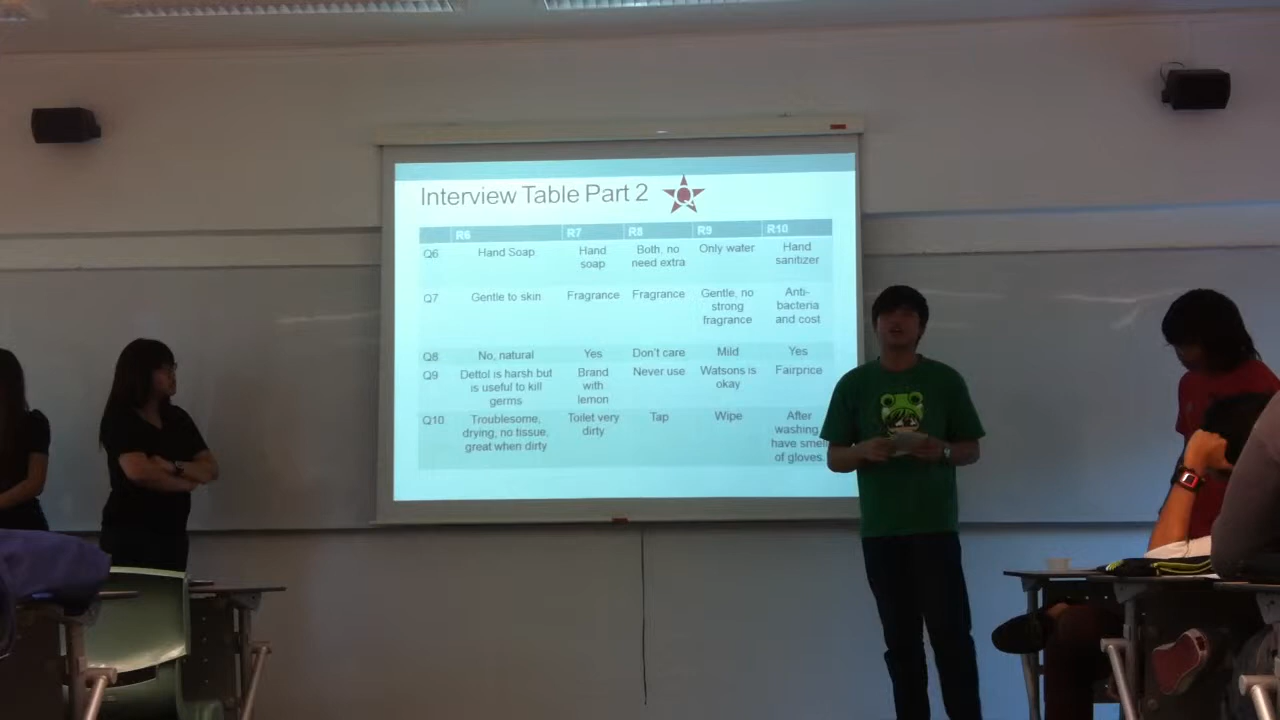 Interview Table Part 2 Q
R6 R7 R8 R9 R10
Q6 Hand Soap Hand soap Both, no need extra Only water Hand sanitizer
Q7 Gentle to skin Fragrance Fragrance Gentle, no strong fragrance Anti-bacteria and cost
Q8 No, natural Yes Don't care Mild Yes
Q9 Dettol is harsh but is useful to kill germs Brand with lemon Never use Watsons is okay Fairprice
Q10 Troublesome, drying, no tissue, great when dirty Toilet very dirty Tap Wipe After washing, have smell of gloves.